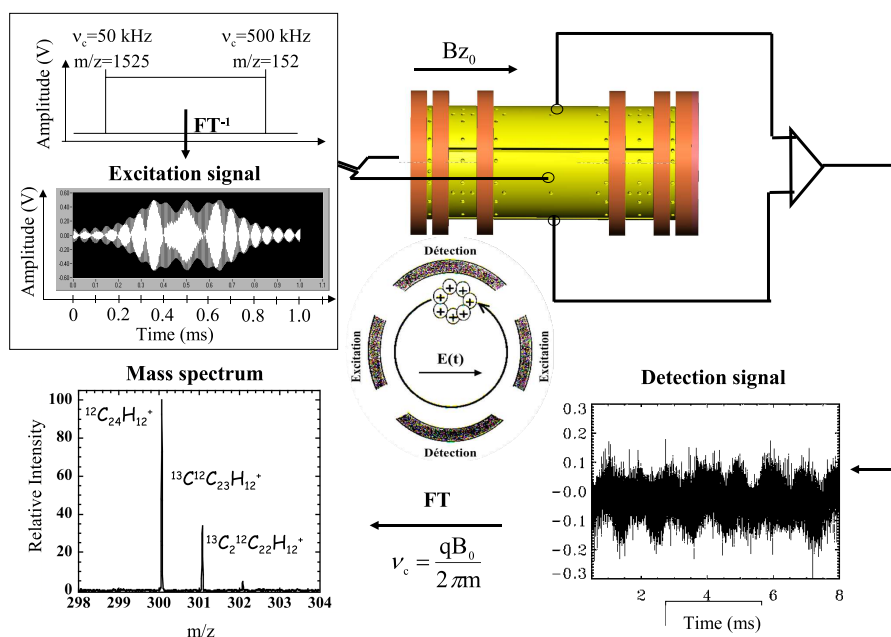 ν_c=50 kHz
m/z=1525
ν_c=500 kHz
m/z=152
Amplitude (V)
FT⁻¹
Excitation signal
Amplitude (V)
0.60
0.40
0.20
0.00
-0.20
-0.40
-0.60
0.0 0.1 0.2 0.3 0.4 0.5 0.6 0.7 0.8 0.9 1.0 1.1
0 0.2 0.4 0.6 0.8 1.0
Time (ms)
Bz₀
Détection
Excitation
E(t)
Excitation
Détection
Mass spectrum
Relative Intensity
100
80
60
40
20
0
¹²C₂₄H₁₂⁺
¹³C¹²C₂₃H₁₂⁺
¹³C₂¹²C₂₂H₁₂⁺
298 299 300 301 302 303 304
m/z
FT
ν_c = qB₀ / 2πm
Detection signal
0.3
0.2
0.1
-0.0
-0.1
-0.2
-0.3
2 4 6 8
Time (ms)